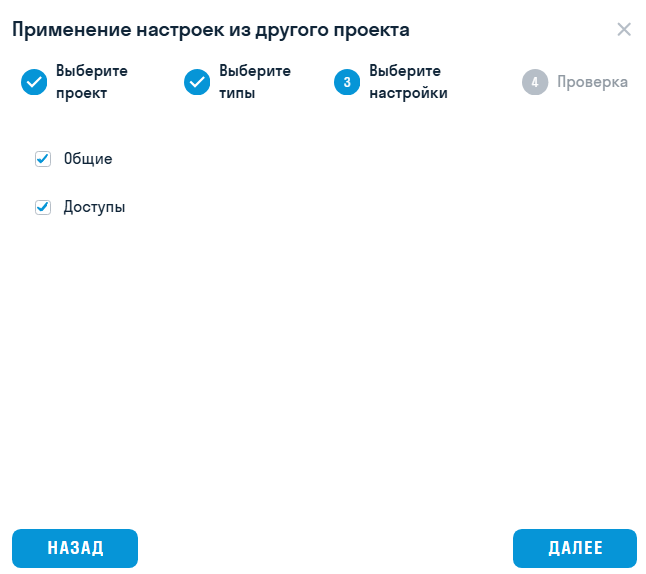 Применение настроек из другого проекта
Выберите
проект
Выберите
типы
3
Выберите
настройки
4
Проверка
Общие
Доступы
НАЗАД
ДАЛЕЕ